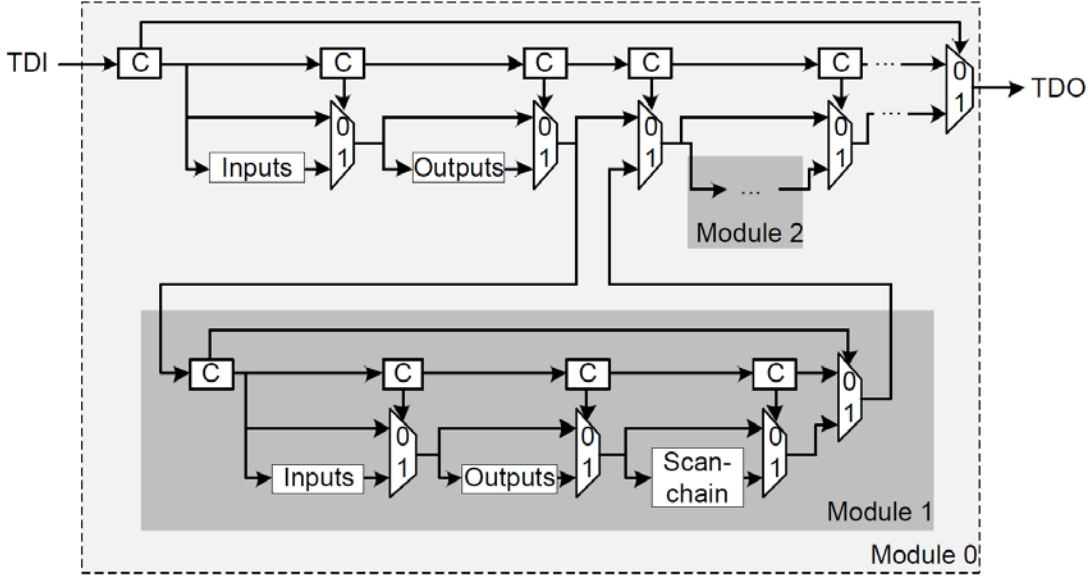 TDI C C C C C ... 0 1 TDO
0 1 0 1 0 1 0 1 ...
Inputs Outputs ...
Module 2
C C C C 0 1
0 1 0 1 0 1
Inputs Outputs Scan-
chain
Module 1
Module 0